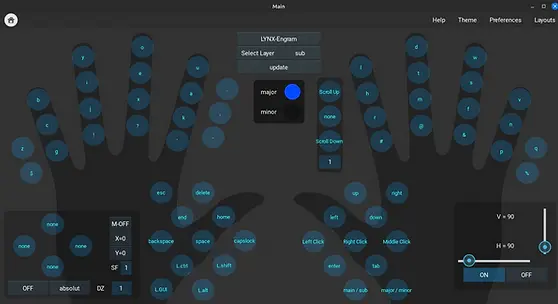 Main
Help Theme Preferences Layouts
LYNX-Engram
Select Layer sub
update
major
minor
Scroll Up
none
Scroll Down
1
b
c
g
z
$
y
i
j
!
o
e
u
d
t
m
@
l
h
r
#
w
s
f
&
v
n
p
q
%
esc delete
end home
backspace space capslock
L.ctrl L.shift
L.GUI L.alt
up right
left down
Left Click Right Click Middle Click
enter Tab
main / sub major / minor
none
none none
none
M-OFF
X+0
Y+0
SF 1
OFF absolut DZ 1
V = 90
H = 90
ON OFF